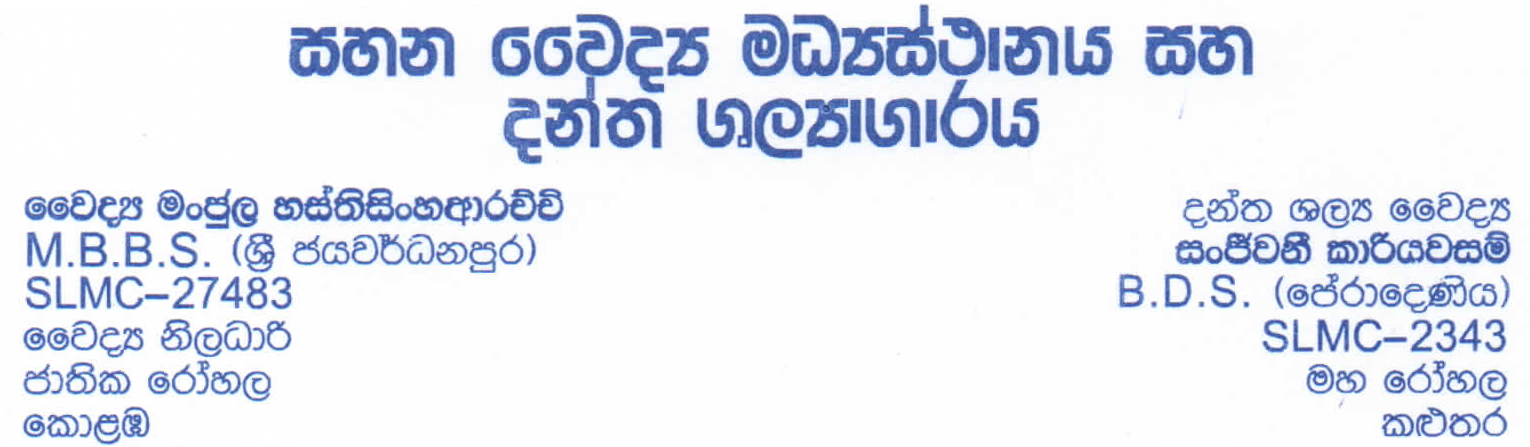 සහන වෛද්‍ය මධ්‍යස්ථානය සහ
දන්ත ශල්‍යාගාරය
වෛද්‍ය මංජුල හස්තිසිංහආරච්චි
M.B.B.S. (ශ්‍රී ජයවර්ධනපුර)
SLMC–27483
වෛද්‍ය නිලධාරි
ජාතික රෝහල
කොළඹ
දන්ත ශල්‍ය වෛද්‍ය
සංජීවනී කාරියවසම්
B.D.S. (පේරාදෙණිය)
SLMC–2343
මහ රෝහල
කළුතර